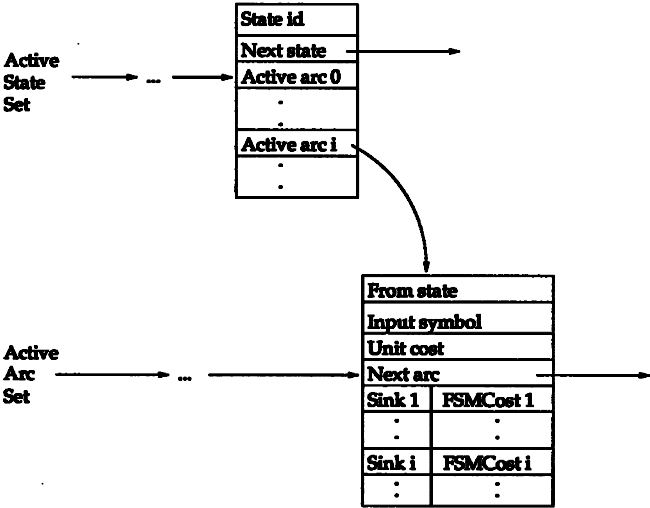 State id
Next state
Active
State
Set
...
Active arc 0
.
.
Active arc i
.
.
From state
Input symbol
Unit cost
Active
Arc
Set
...
Next arc
Sink 1 FSMCost 1
: :
Sink i FSMCost i
: :